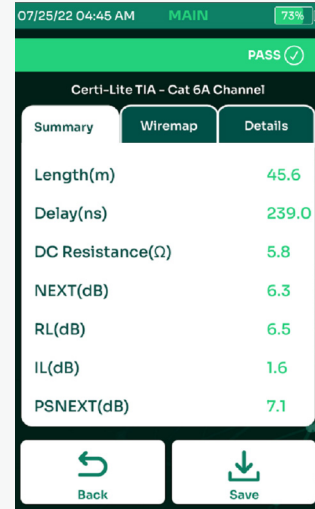 07/25/22 04:45 AM MAIN 73%
PASS
Certi-Lite TIA - Cat 6A Channel
Summary Wiremap Details
Length(m) 45.6
Delay(ns) 239.0
DC Resistance(Ω) 5.8
NEXT(dB) 6.3
RL(dB) 6.5
IL(dB) 1.6
PSNEXT(dB) 7.1
Back Save